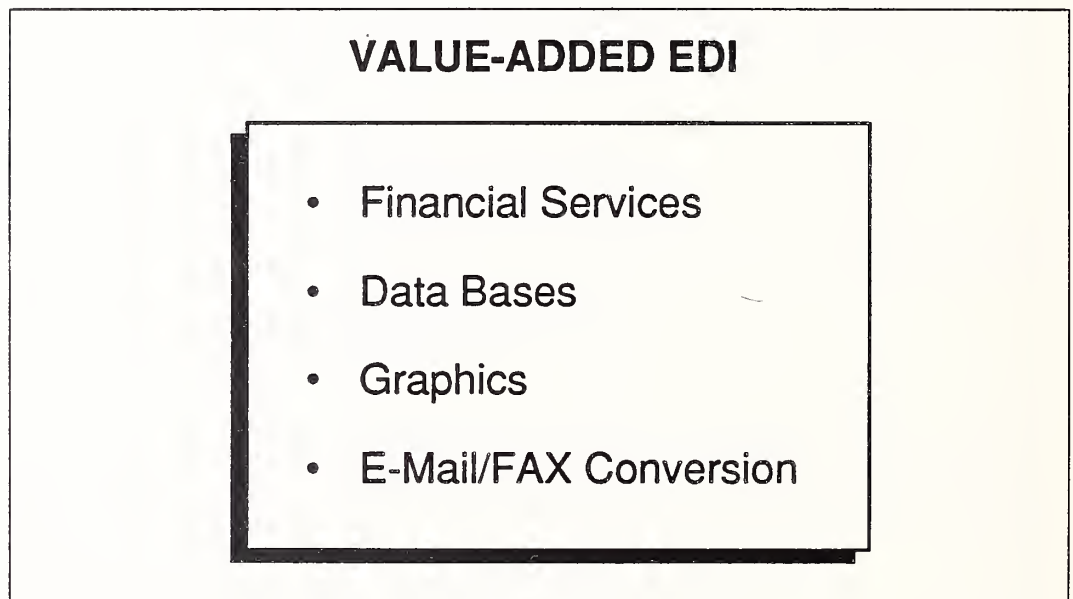 VALUE-ADDED EDI
• Financial Services
• Data Bases
• Graphics
• E-Mail/FAX Conversion